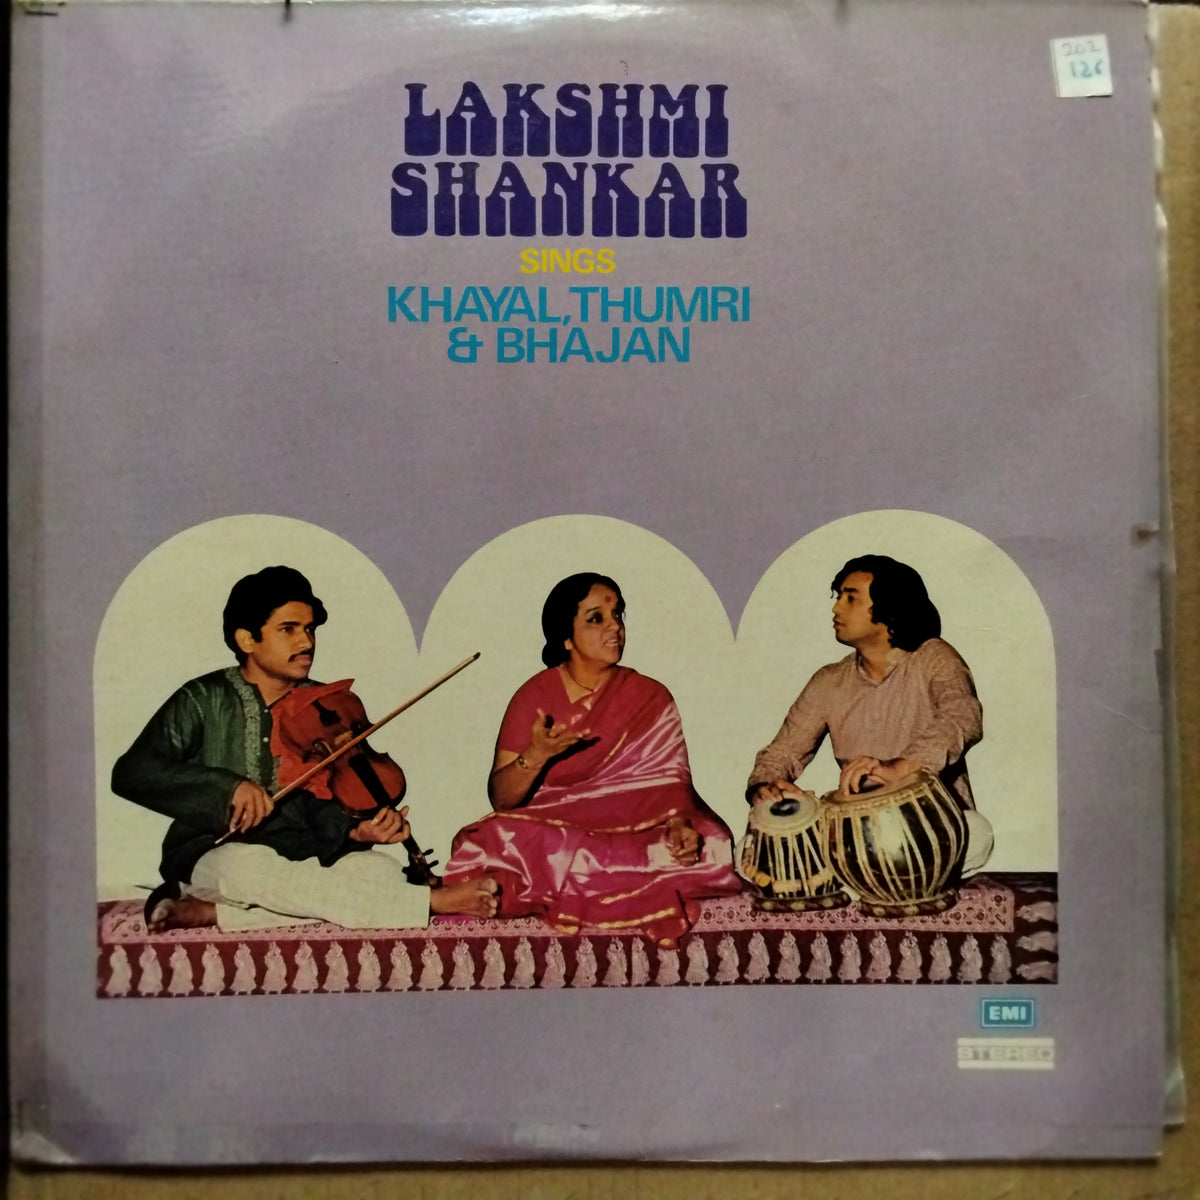 202
126
LAKSHMI
SHANKAR
SINGS
KHAYAL, THUMRI
& BHAJAN
EMI
STEREO